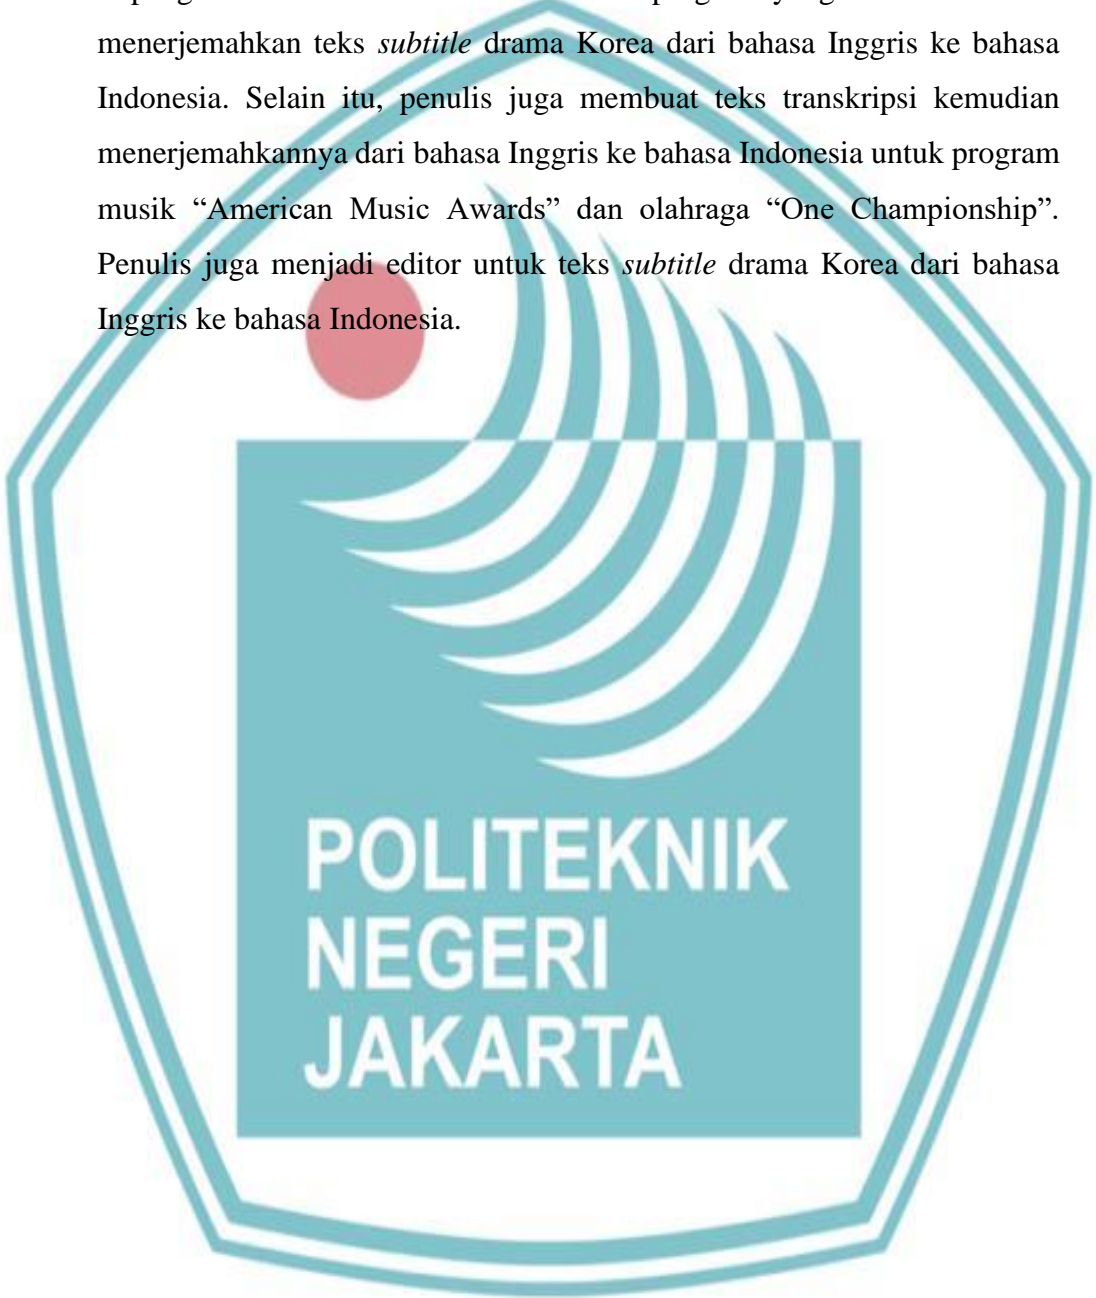 menerjemahkan teks subtitle drama Korea dari bahasa Inggris ke bahasa
Indonesia. Selain itu, penulis juga membuat teks transkripsi kemudian
menerjemahkannya dari bahasa Inggris ke bahasa Indonesia untuk program
musik “American Music Awards” dan olahraga “One Championship”.
Penulis juga menjadi editor untuk teks subtitle drama Korea dari bahasa
Inggris ke bahasa Indonesia.
POLITEKNIK
NEGERI
JAKARTA